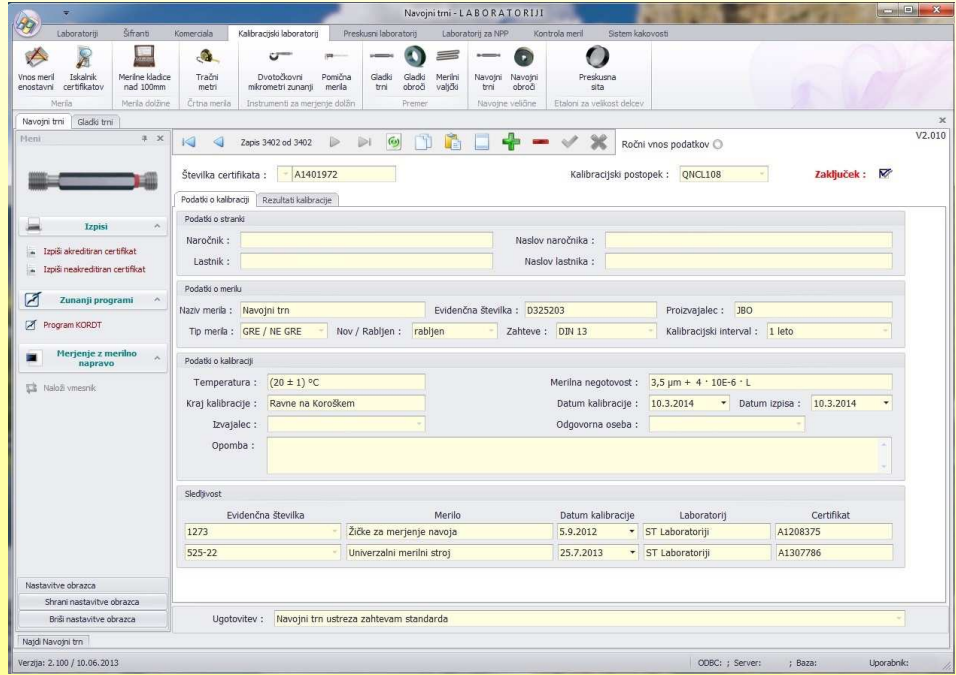 Navojni trni - L A B O R A T O R I J I
Laboratoriji Šifranti Komerciala Kalibracijski laboratorij Preskusni laboratorij Laboratorij za NPP Kontrola meril Sistem kakovosti
Vnos meril enostavni
Iskalnik certifikatov
Merilne kladice nad 100mm
Tračni metri
Dvotočkovni mikrometri zunanji
Pomična merila
Gladki trni
Gladki obroči
Merilni valjčki
Navojni trni
Navojni obroči
Preskusna sita
Merila Merila dolžine Črtna merila Instrumenti za merjenje dolžin Premer Navojne veličine Etaloni za velikost delcev
Navojni trni Gladki trni
Meni
Zapis 3402 od 3402
Ročni vnos podatkov
V2.010
Številka certifikata : A1401972
Kalibracijski postopek : QNCL108
Zaključek :
Izpisi
Izpiši akreditiran certifikat
Izpiši neakreditiran certifikat
Zunanji programi
Program KORDT
Merjenje z merilno napravo
Naloži vmesnik
Podatki o kalibraciji Rezultati kalibracije
Podatki o stranki
Naročnik : Naslov naročnika :
Lastnik : Naslov lastnika :
Podatki o merilu
Naziv merila : Navojni trn Evidenčna številka : D325203 Proizvajalec : JBO
Tip merila : GRE / NE GRE Nov / Rabljen : rabljen Zahteve : DIN 13 Kalibracijski interval : 1 leto
Podatki o kalibraciji
Temperatura : (20 ± 1) °C Merilna negotovost : 3,5 µm + 4 · 10E-6 · L
Kraj kalibracije : Ravne na Koroškem Datum kalibracije : 10.3.2014 Datum izpisa : 10.3.2014
Izvajalec : Odgovorna oseba :
Opomba :
Sledljivost
Evidenčna številka Merilo Datum kalibracije Laboratorij Certifikat
1273 Žičke za merjenje navoja 5.9.2012 ST Laboratoriji A1208375
525-22 Univerzalni merilni stroj 25.7.2013 ST Laboratoriji A1307786
Nastavitve obrazca
Shrani nastavitve obrazca
Briši nastavitve obrazca
Ugotovitev : Navojni trn ustreza zahtevam standarda
Najdi Navojni trn
Verzija: 2.100 / 10.06.2013
ODBC: ; Server: ; Baza: Uporabnik: